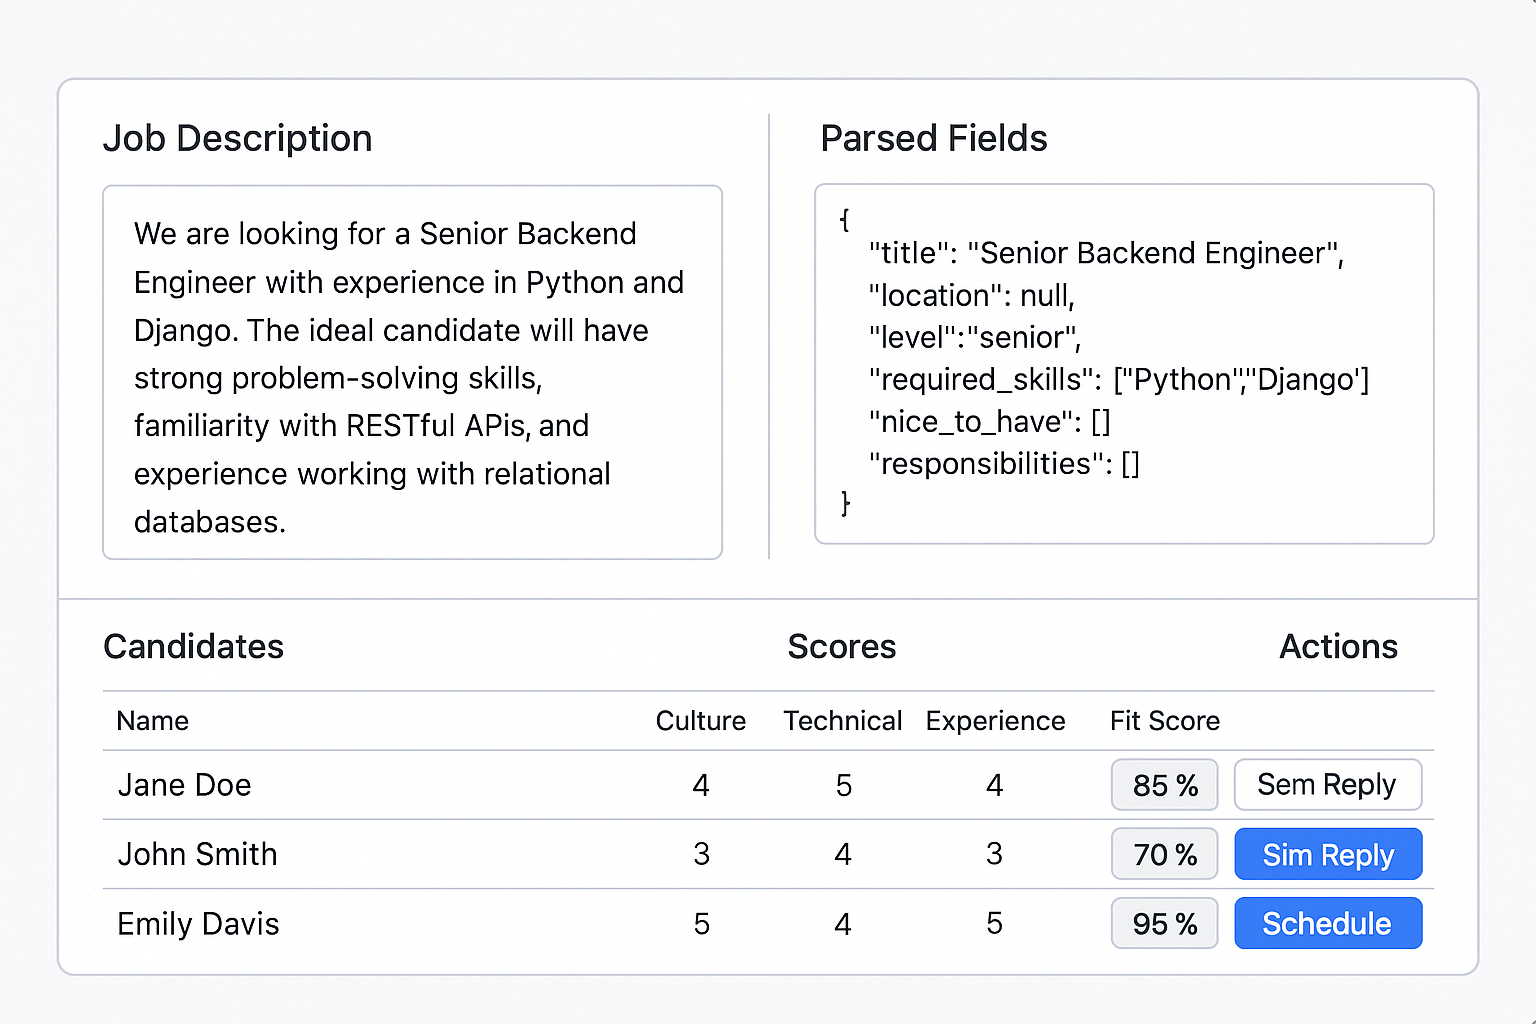 Job Description
We are looking for a Senior Backend
Engineer with experience in Python and
Django. The ideal candidate will have
strong problem-solving skills,
familiarity with RESTful APis, and
experience working with relational
databases.
Parsed Fields
{
"title": "Senior Backend Engineer",
"location": null,
"level":"senior",
"required_skills": ["Python","Django']
"nice_to_have": []
"responsibilities": []
}
Candidates Scores Actions
Name Culture Technical Experience Fit Score
Jane Doe 4 5 4 85 % Sem Reply
John Smith 3 4 3 70 % Sim Reply
Emily Davis 5 4 5 95 % Schedule